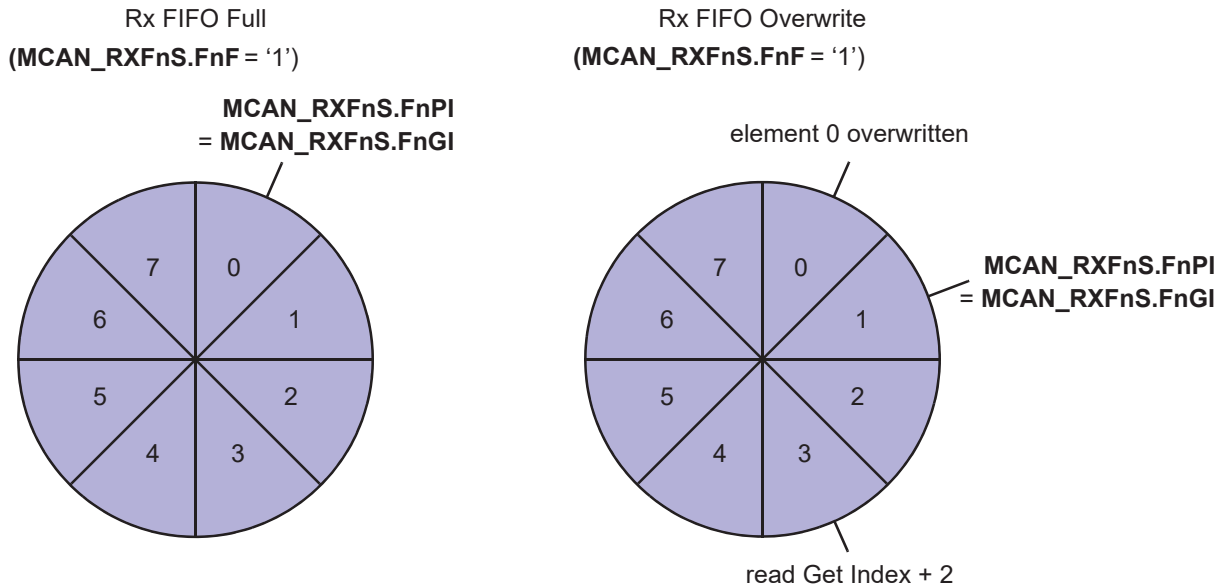 Rx FIFO Full
(MCAN_RXFnS.FnF = ‘1’)
MCAN_RXFnS.FnPI
= MCAN_RXFnS.FnGI
7
0
6
1
5
2
4
3
Rx FIFO Overwrite
(MCAN_RXFnS.FnF = ‘1’)
element 0 overwritten
MCAN_RXFnS.FnPI
= MCAN_RXFnS.FnGI
7
0
6
1
5
2
4
3
read Get Index + 2